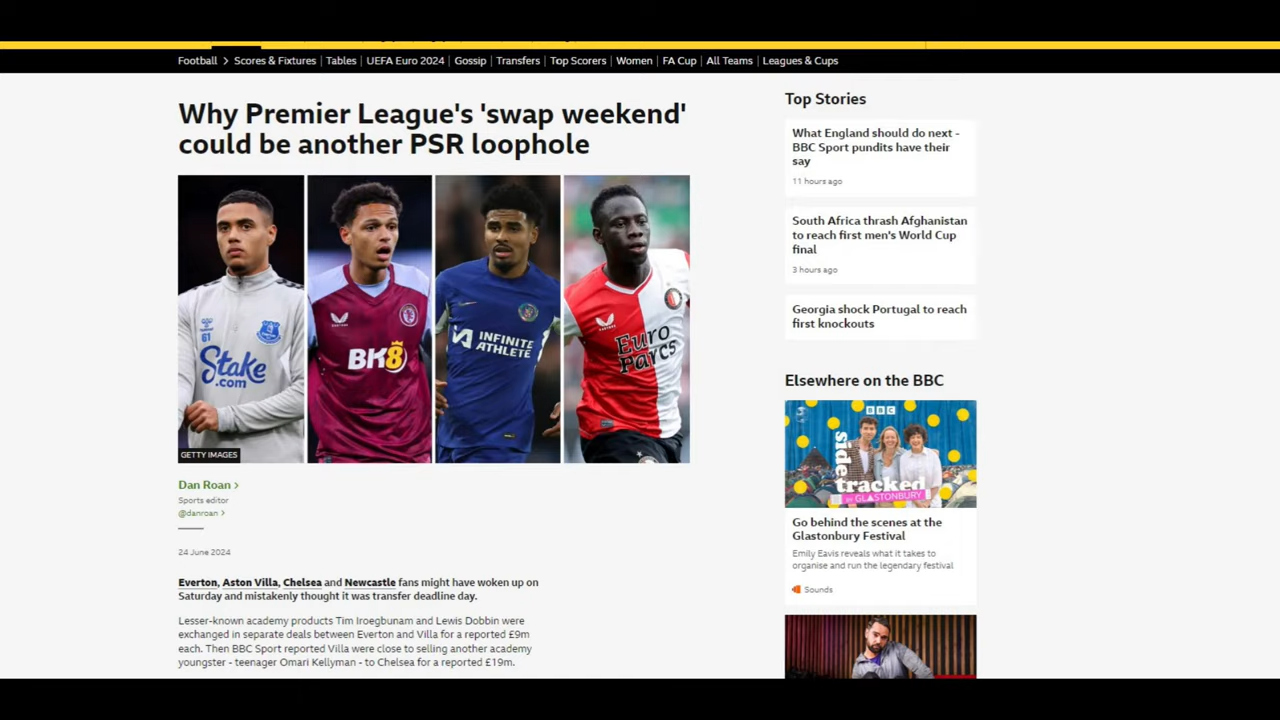 Football > Scores & Fixtures | Tables | UEFA Euro 2024 | Gossip | Transfers | Top Scorers | Women | FA Cup | All Teams | Leagues & Cups
Why Premier League's 'swap weekend'
could be another PSR loophole
61
Stake
.com
BK8
INFINITE
ATHLETE
Euro
Parcs
GETTY IMAGES
Dan Roan >
Sports editor
@danroan >
24 June 2024
Everton, Aston Villa, Chelsea and Newcastle fans might have woken up on
Saturday and mistakenly thought it was transfer deadline day.
Lesser-known academy products Tim Iroegbunam and Lewis Dobbin were
exchanged in separate deals between Everton and Villa for a reported £9m
each. Then BBC Sport reported Villa were close to selling another academy
youngster - teenager Omari Kellyman - to Chelsea for a reported £19m.
Top Stories
What England should do next -
BBC Sport pundits have their
say
11 hours ago
South Africa thrash Afghanistan
to reach first men's World Cup
final
3 hours ago
Georgia shock Portugal to reach
first knockouts
Elsewhere on the BBC
BBC
side
tracked
GLASTONBURY
Go behind the scenes at the
Glastonbury Festival
Emily Eavis reveals what it takes to
organise and run the legendary festival
Sounds